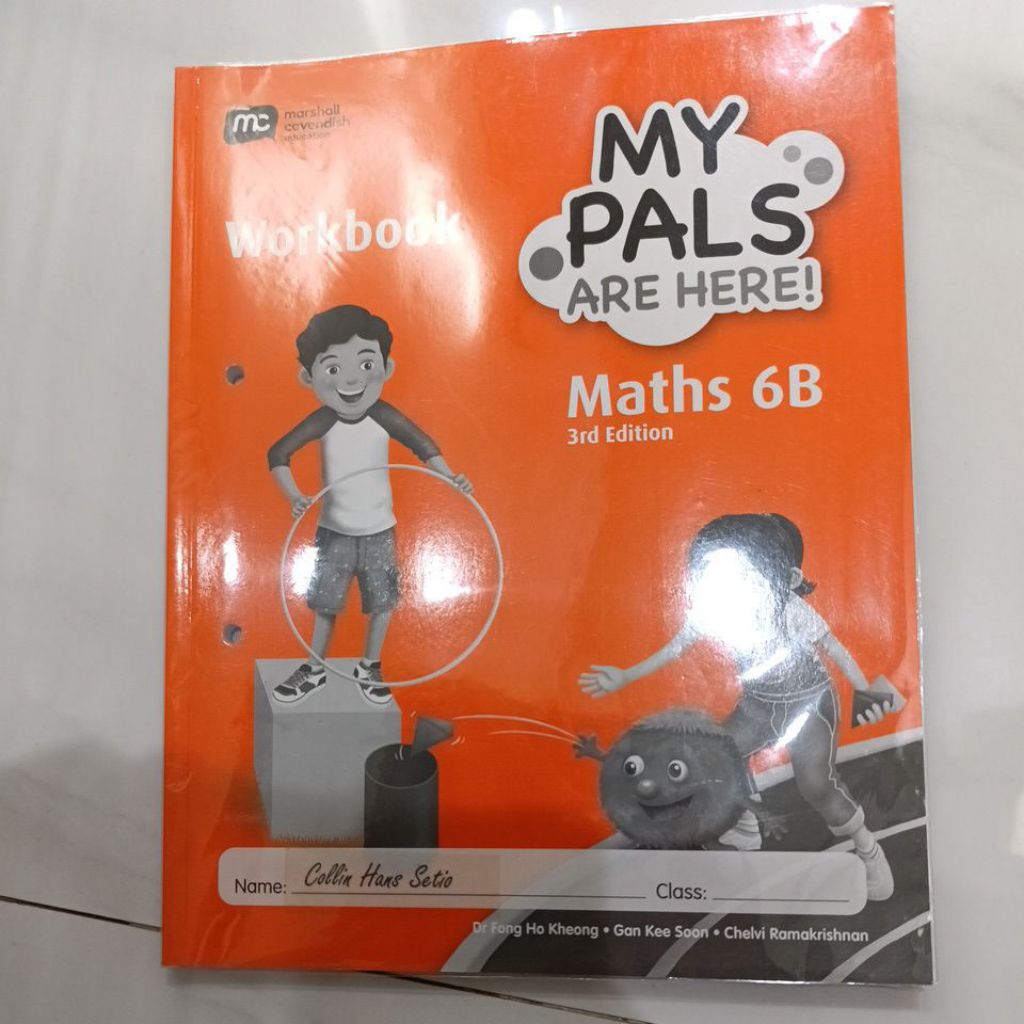 mc marshall
cavendish
education
Workbook
MY
PALS
ARE HERE!
Maths 6B
3rd Edition
Name: Collin Hans Setio Class:
Dr Fong Ho Kheong • Gan Kee Soon • Chelvi Ramakrishnan